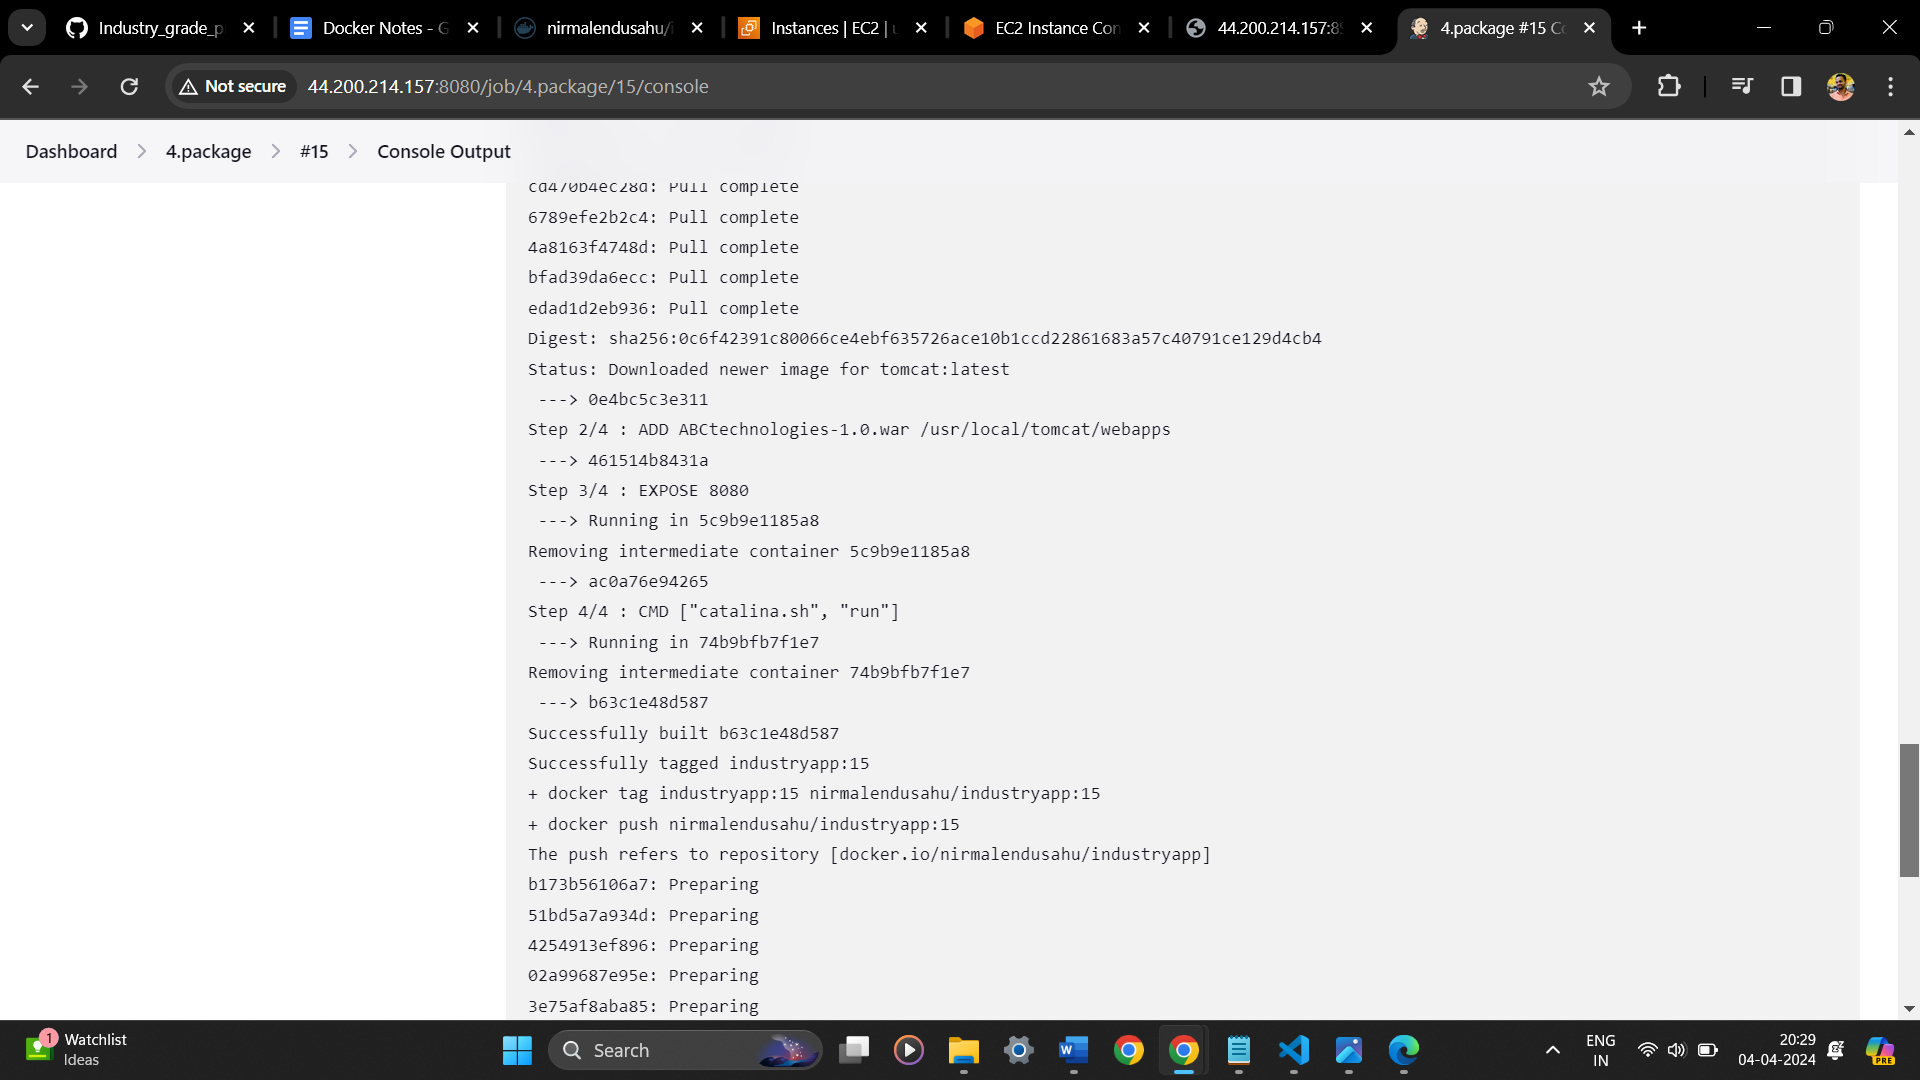 Industry_grade_p
Docker Notes - G
nirmalendusahu/i
Instances | EC2 | u
EC2 Instance Con
44.200.214.157:8
4.package #15 Co
Not secure
44.200.214.157:8080/job/4.package/15/console
Dashboard
4.package
#15
Console Output
cd470b4ec28d: Pull complete
6789efe2b2c4: Pull complete
4a8163f4748d: Pull complete
bfad39da6ecc: Pull complete
edad1d2eb936: Pull complete
Digest: sha256:0c6f42391c80066ce4ebf635726ace10b1ccd22861683a57c40791ce129d4cb4
Status: Downloaded newer image for tomcat:latest
---> 0e4bc5c3e311
Step 2/4 : ADD ABCtechnologies-1.0.war /usr/local/tomcat/webapps
---> 461514b8431a
Step 3/4 : EXPOSE 8080
---> Running in 5c9b9e1185a8
Removing intermediate container 5c9b9e1185a8
---> ac0a76e94265
Step 4/4 : CMD ["catalina.sh", "run"]
---> Running in 74b9bfb7f1e7
Removing intermediate container 74b9bfb7f1e7
---> b63c1e48d587
Successfully built b63c1e48d587
Successfully tagged industryapp:15
+ docker tag industryapp:15 nirmalendusahu/industryapp:15
+ docker push nirmalendusahu/industryapp:15
The push refers to repository [docker.io/nirmalendusahu/industryapp]
b173b56106a7: Preparing
51bd5a7a934d: Preparing
4254913ef896: Preparing
02a99687e95e: Preparing
3e75af8aba85: Preparing
1
Watchlist
Ideas
Search
W
ENG
IN
20:29
04-04-2024
PRE